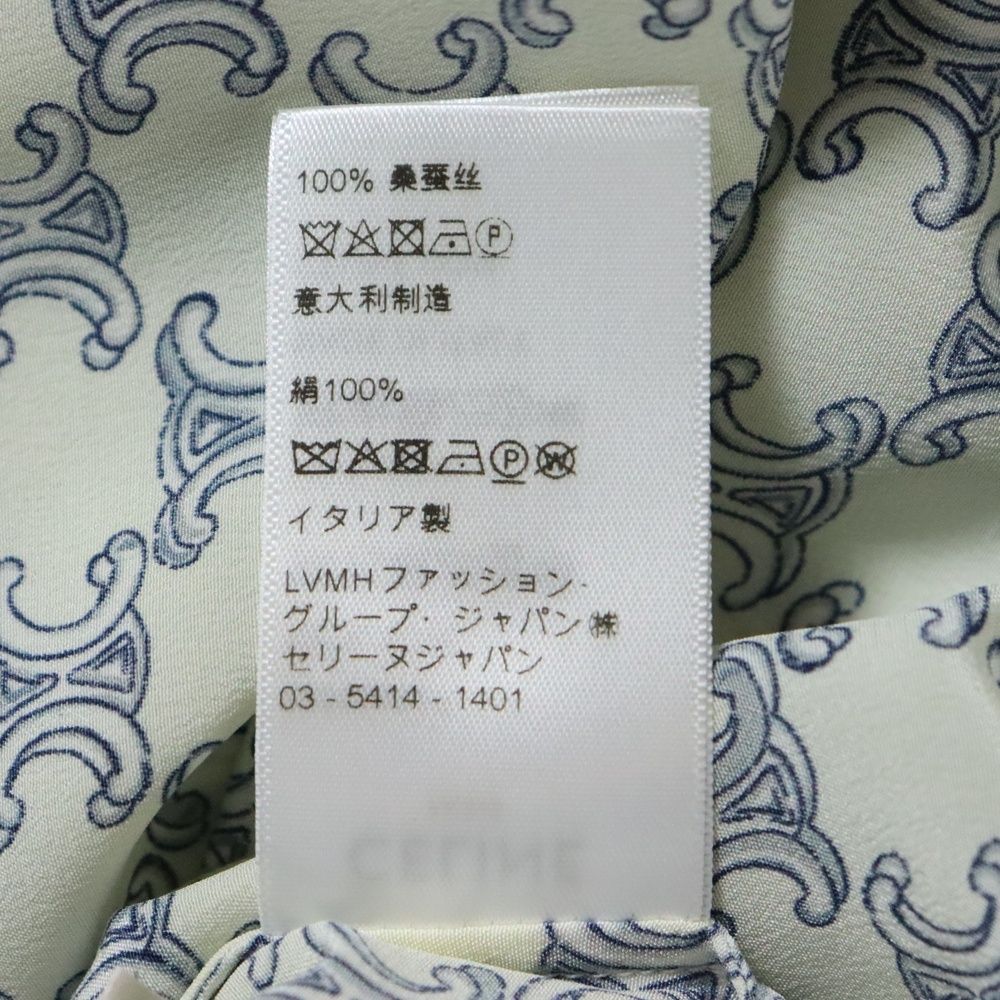 100% 桑蚕丝
P
意大利制造
絹100%
P W
イタリア製
LVMHファッション·
グループ· ジャパン㈱
セリーヌジャパン
03 - 5414 - 1401